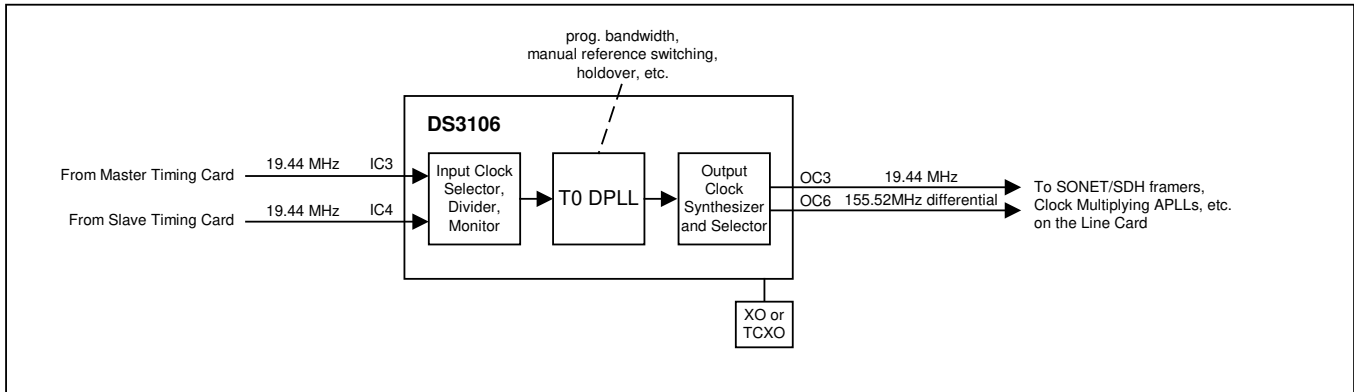 prog. bandwidth,
manual reference switching,
holdover, etc.
DS3106
From Master Timing Card
19.44 MHz
IC3
From Slave Timing Card
19.44 MHz
IC4
Input Clock
Selector,
Divider,
Monitor
T0 DPLL
Output
Clock
Synthesizer
and Selector
OC3
19.44 MHz
OC6
155.52MHz differential
To SONET/SDH framers,
Clock Multiplying APLLs, etc.
on the Line Card
XO or
TCXO